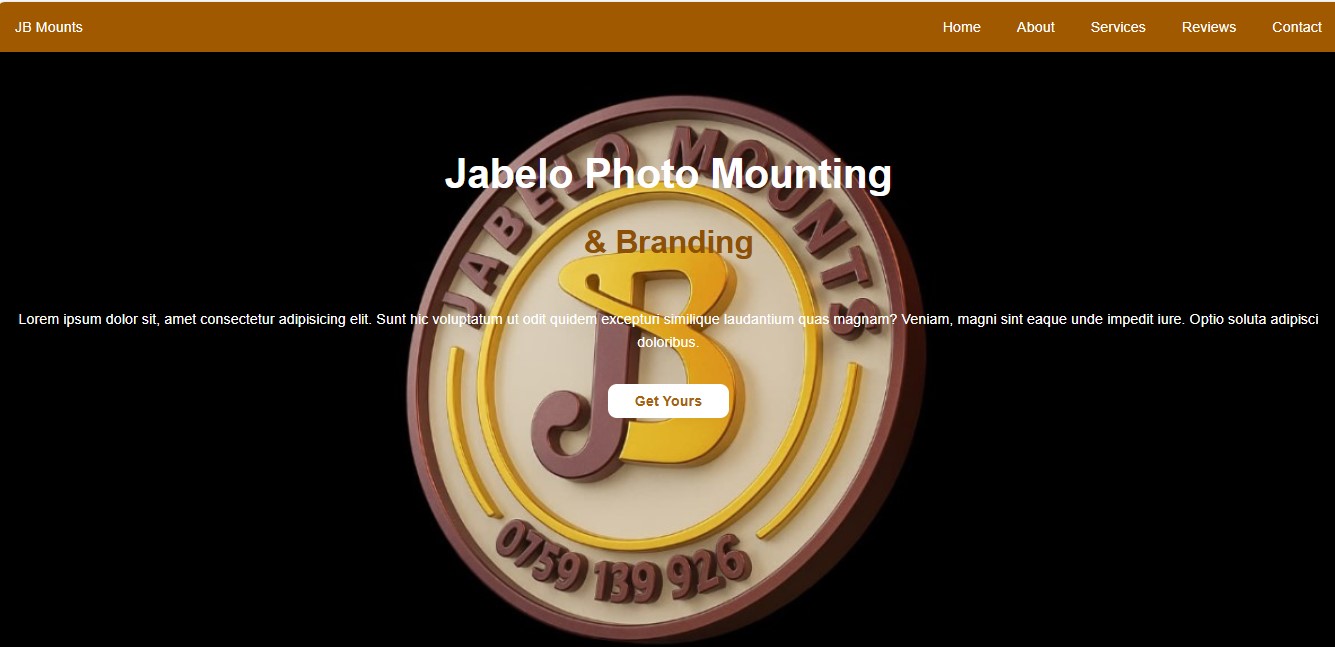 JB Mounts
Home About Services Reviews Contact
JABELO MOUNTS
Jabelo Photo Mounting
& Branding
Lorem ipsum dolor sit, amet consectetur adipisicing elit. Sunt hic voluptatum ut odit quidem excepturi similique laudantium quas magnam? Veniam, magni sint eaque unde impedit iure. Optio soluta adipisci
doloribus.
JB
Get Yours
0759 139 926